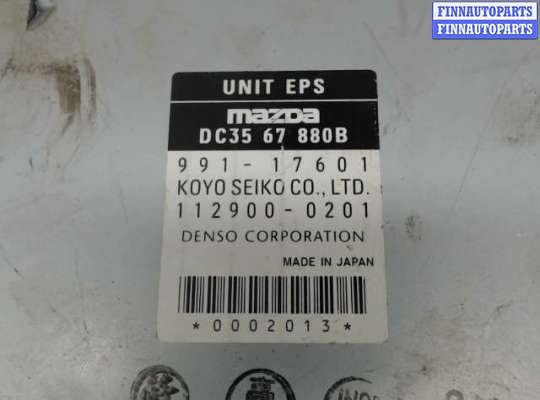 FINNAUTOPARTS
FINNAUTOPARTS
UNIT EPS
mazda
DC35 67 880B
991-17601
KOYO SEIKO CO., LTD.
112900-0201
DENSO CORPORATION
MADE IN JAPAN
*0002013*